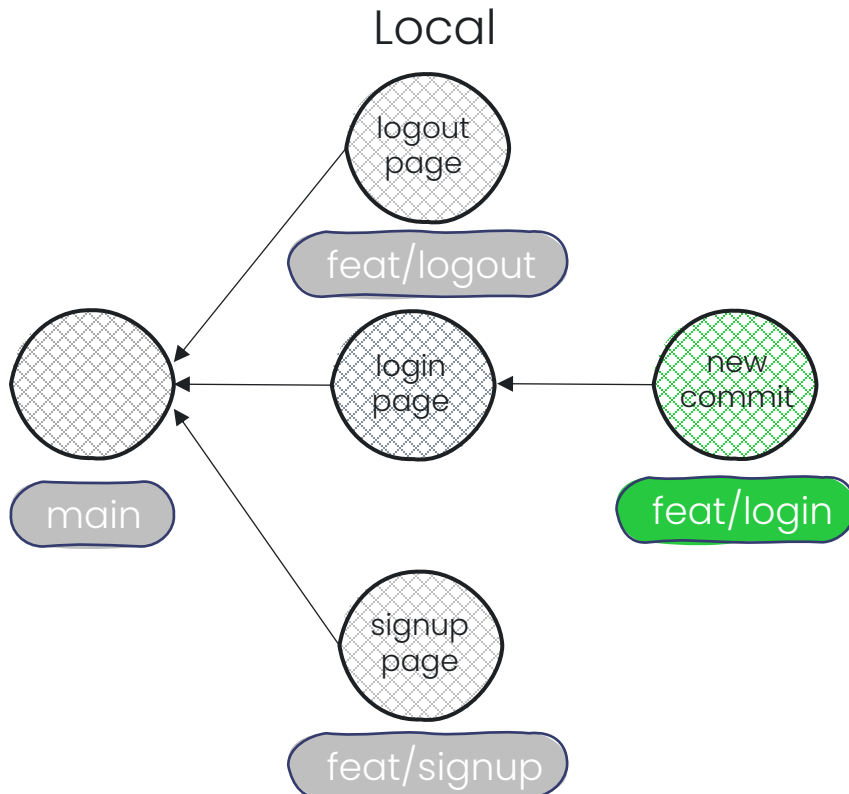 Local
logout
page
feat/logout
login
page
new
commit
main
feat/login
signup
page
feat/signup